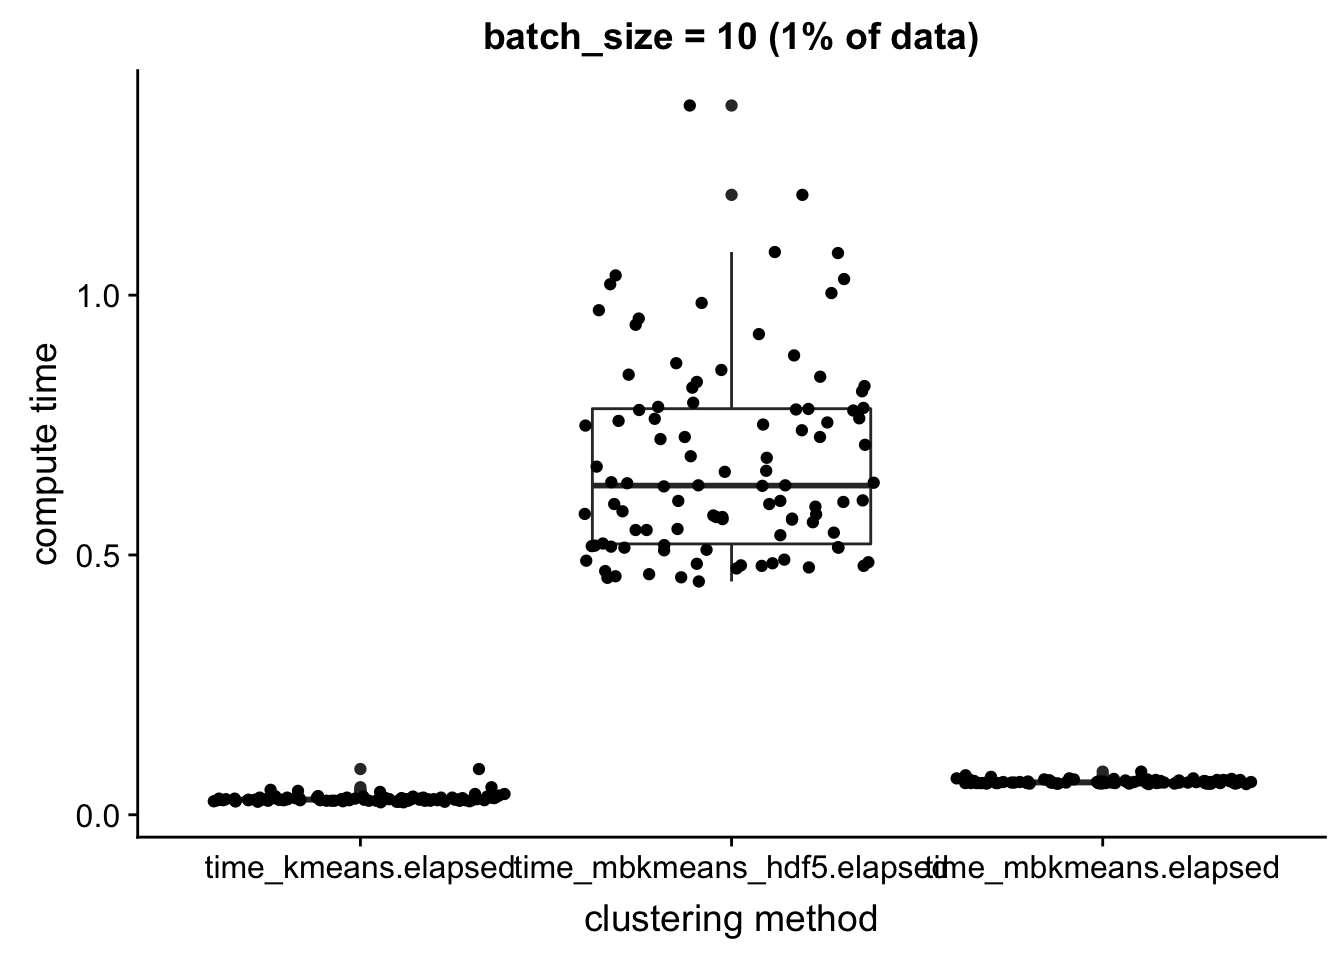 batch_size = 10 (1% of data)
compute time
1.0
0.5
0.0
time_kmeans.elapsed
time_mbkmeans_hdf5.elapsed
time_mbkmeans.elapsed
clustering method